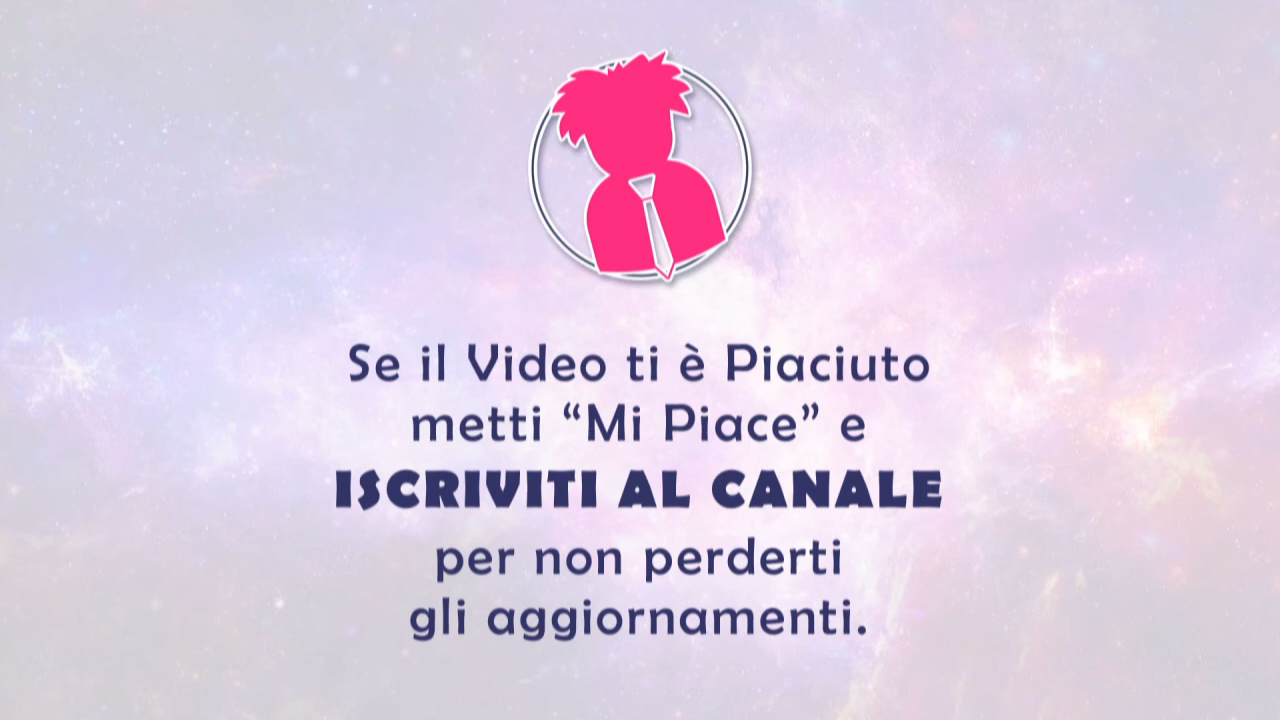 Se il Video ti è Piaciuto
metti “Mi Piace” e
ISCRIVITI AL CANALE
per non perderti
gli aggiornamenti.